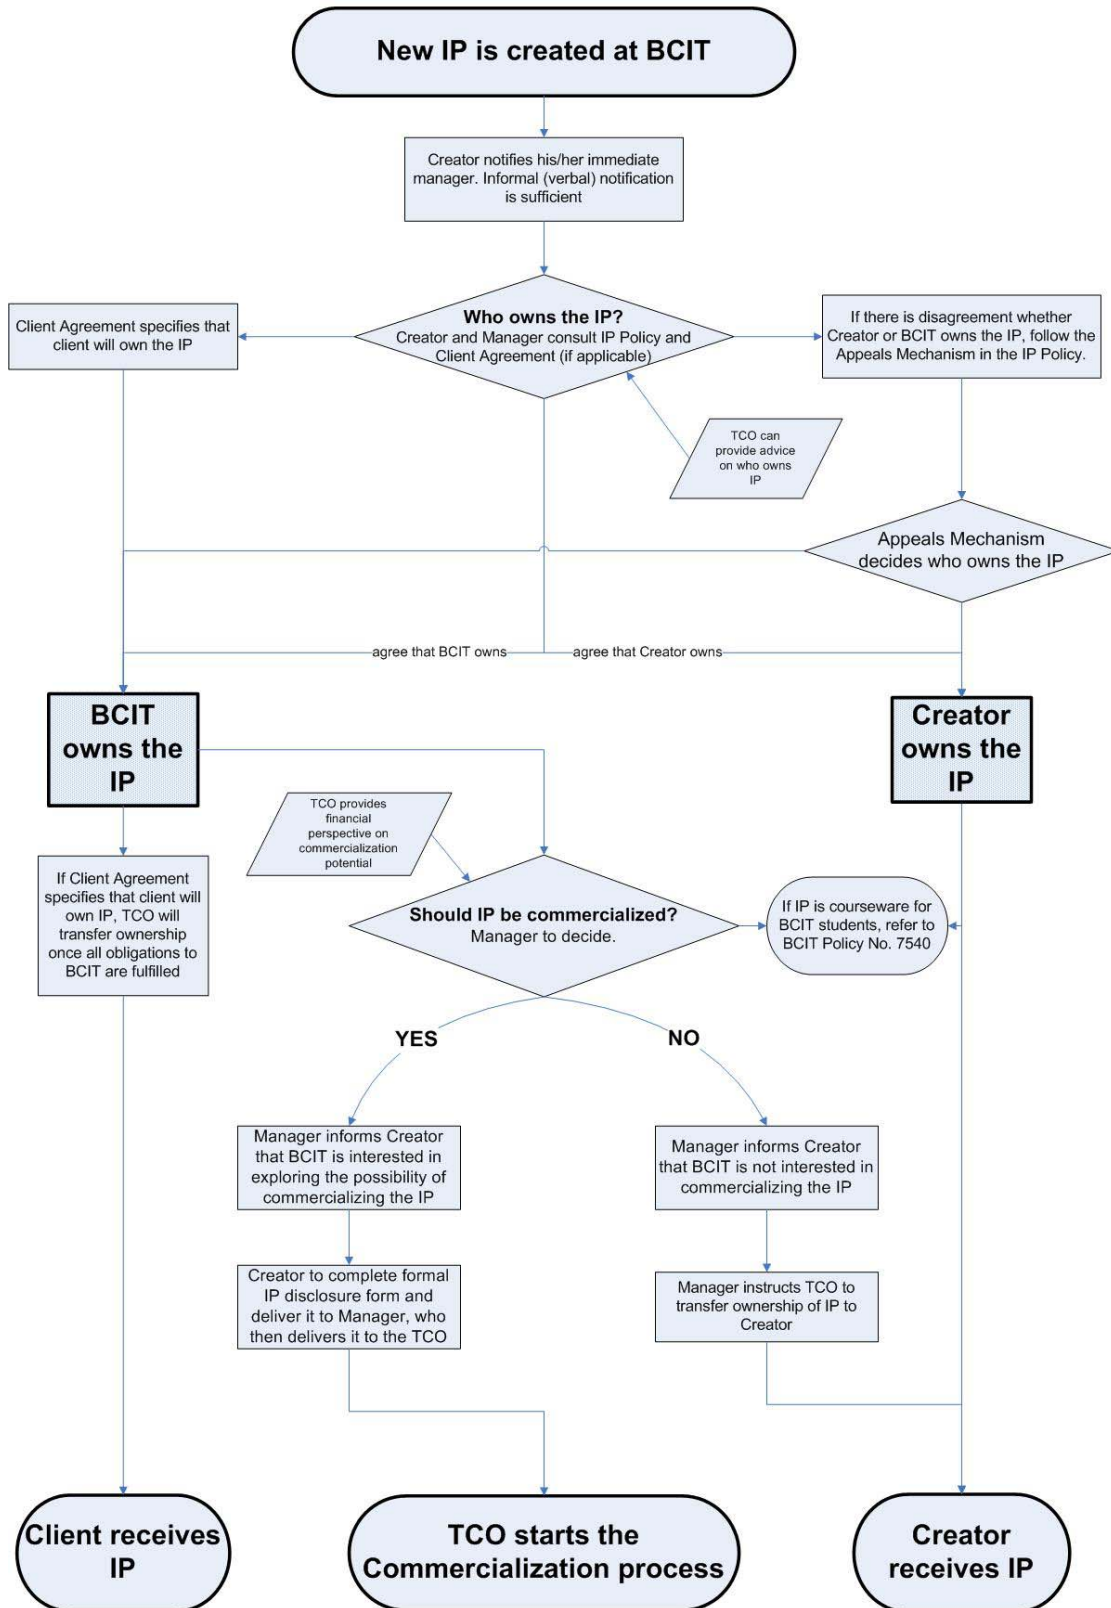 New IP is created at BCIT
Creator notifies his/her immediate
manager. Informal (verbal) notification
is sufficient
Client Agreement specifies that
client will own the IP
Who owns the IP?
Creator and Manager consult IP Policy and
Client Agreement (if applicable)
If there is disagreement whether
Creator or BCIT owns the IP, follow the
Appeals Mechanism in the IP Policy.
TCO can
provide advice
on who owns
IP
Appeals Mechanism
decides who owns the IP
agree that BCIT owns
agree that Creator owns
BCIT
owns the
IP
Creator
owns the
IP
TCO provides
financial
perspective on
commercialization
potential
If Client Agreement
specifies that client will
own IP, TCO will
transfer ownership
once all obligations to
BCIT are fulfilled
Should IP be commercialized?
Manager to decide.
If IP is courseware for
BCIT students, refer to
BCIT Policy No. 7540
YES
NO
Manager informs Creator
that BCIT is interested in
exploring the possibility of
commercializing the IP
Manager informs Creator
that BCIT is not interested in
commercializing the IP
Creator to complete formal
IP disclosure form and
deliver it to Manager, who
then delivers it to the TCO
Manager instructs TCO to
transfer ownership of IP to
Creator
Client receives
IP
TCO starts the
Commercialization process
Creator
receives IP